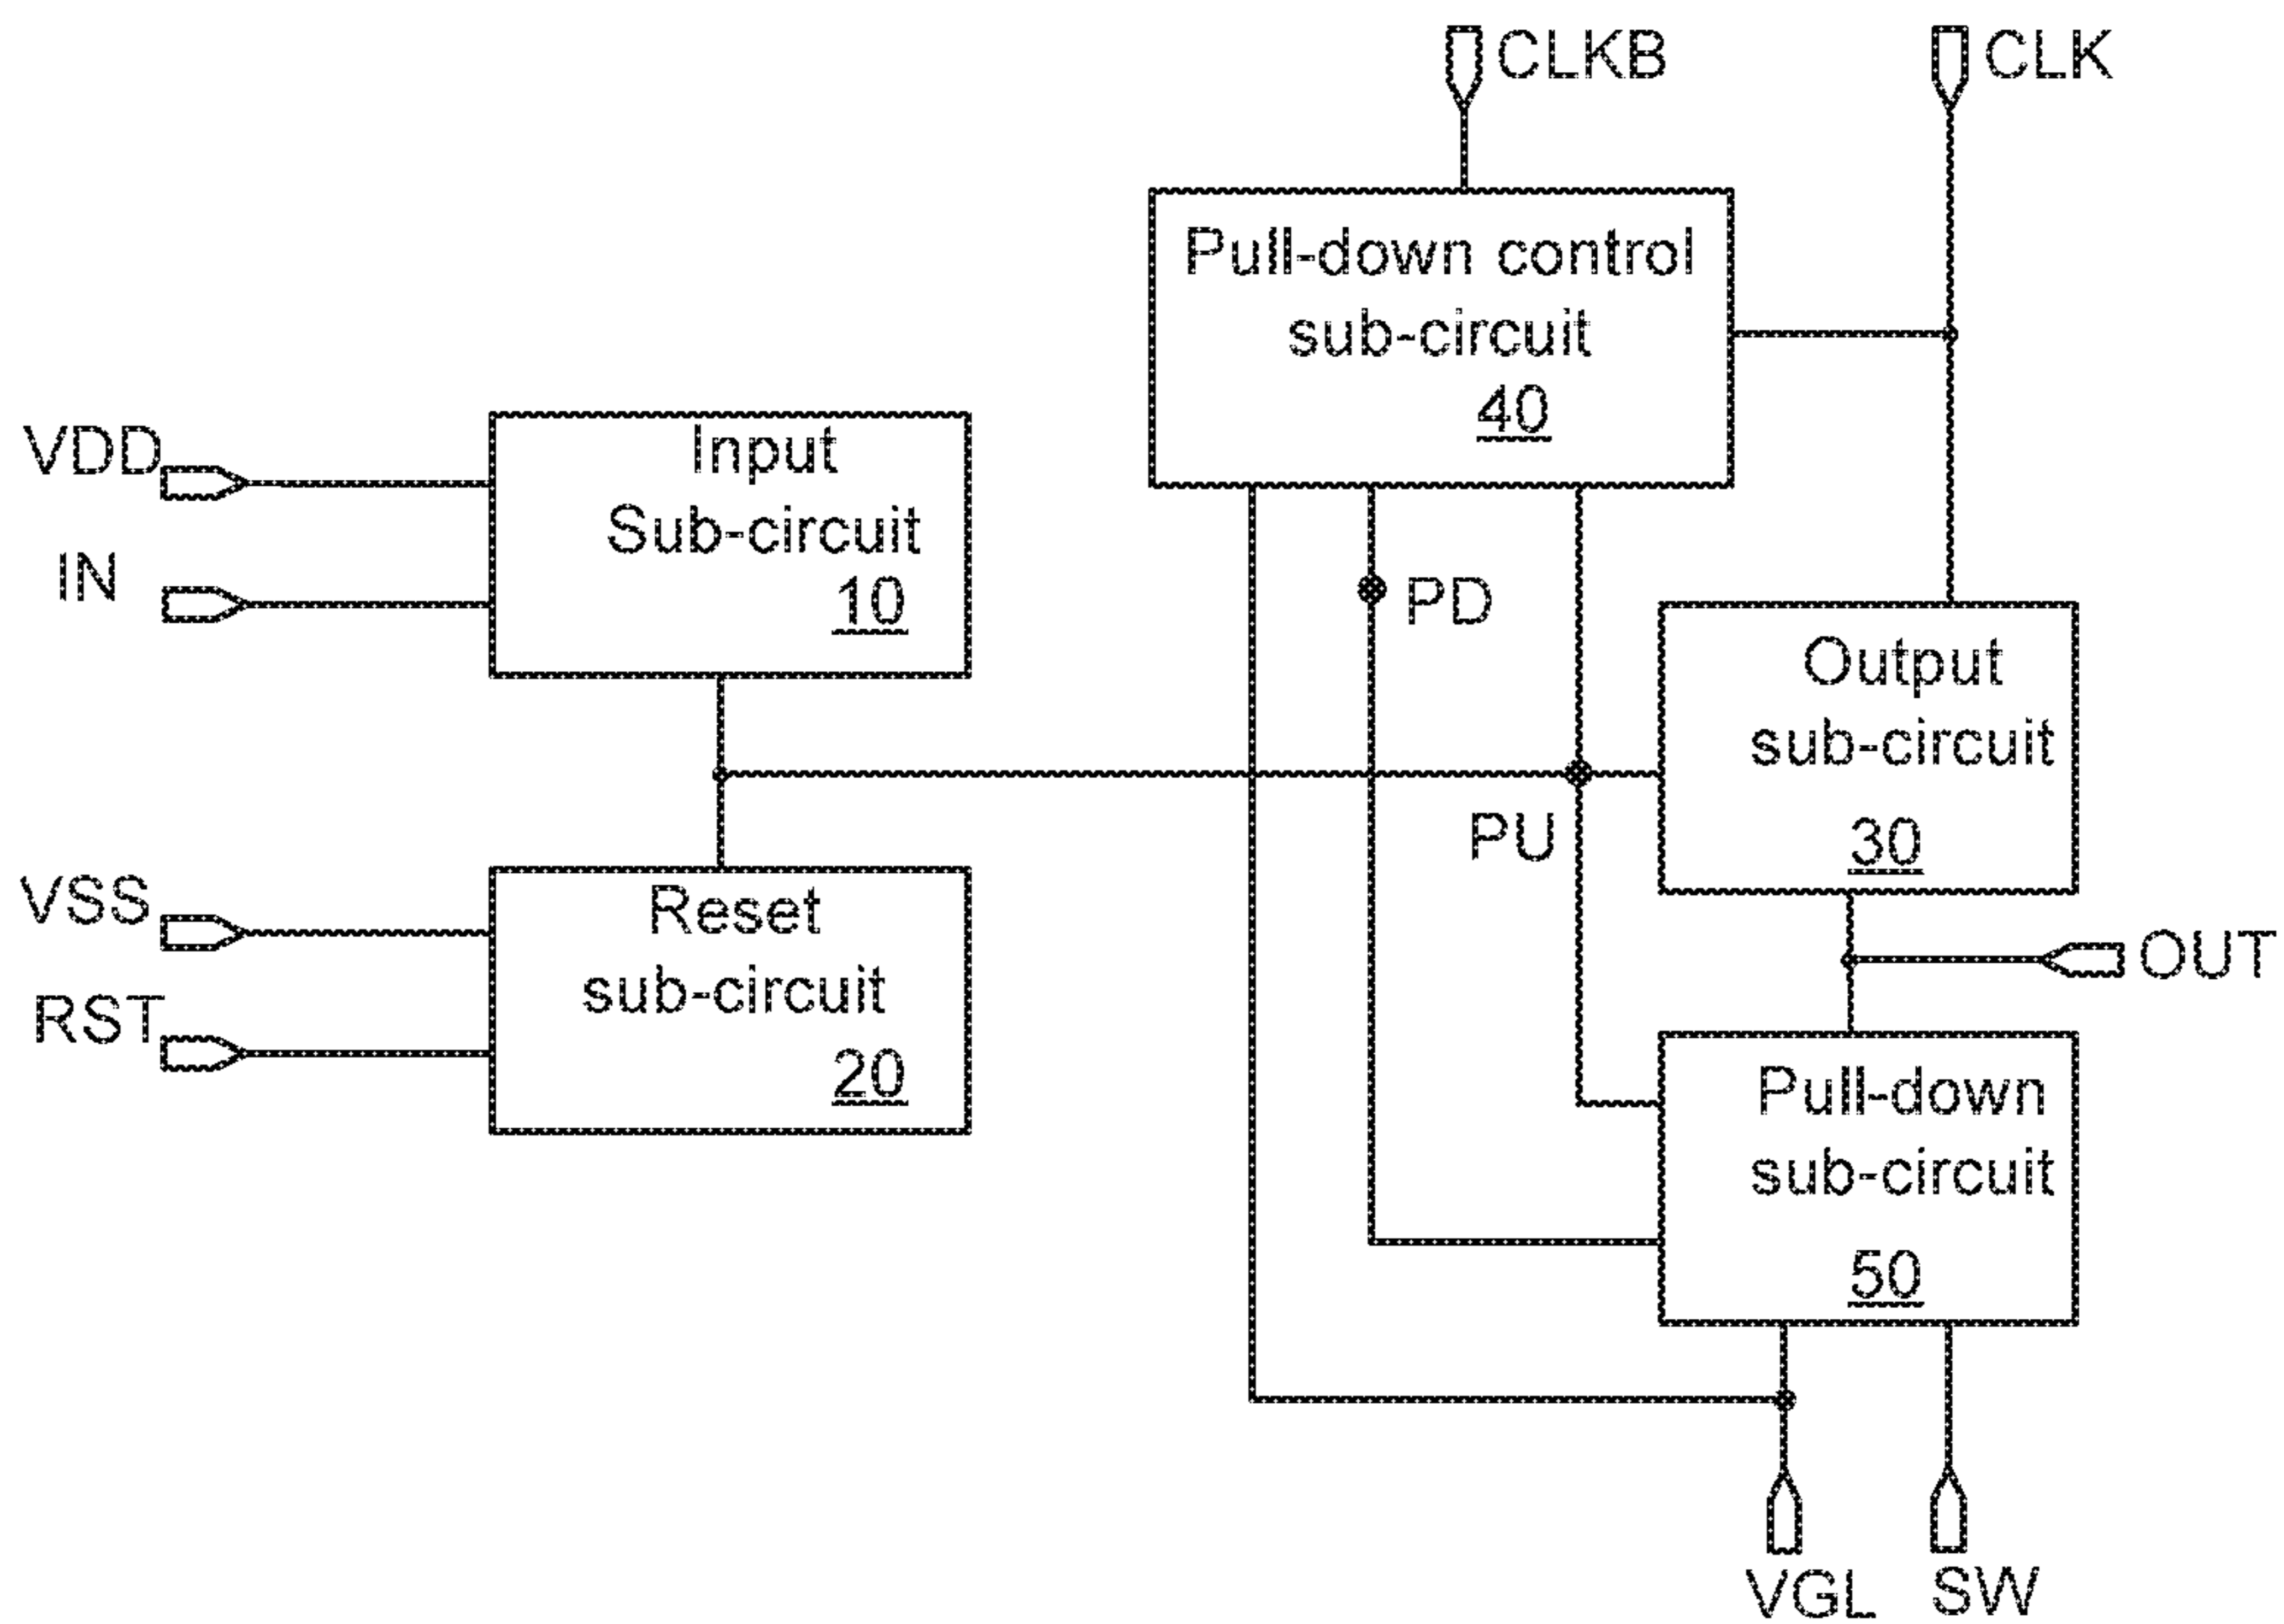 CLKB
CLK
Pull-down control
sub-circuit
40
VDD
Input
Sub-circuit
10
IN
PD
Output
sub-circuit
30
PU
VSS
Reset
sub-circuit
20
RST
OUT
Pull-down
sub-circuit
50
VGL
SW